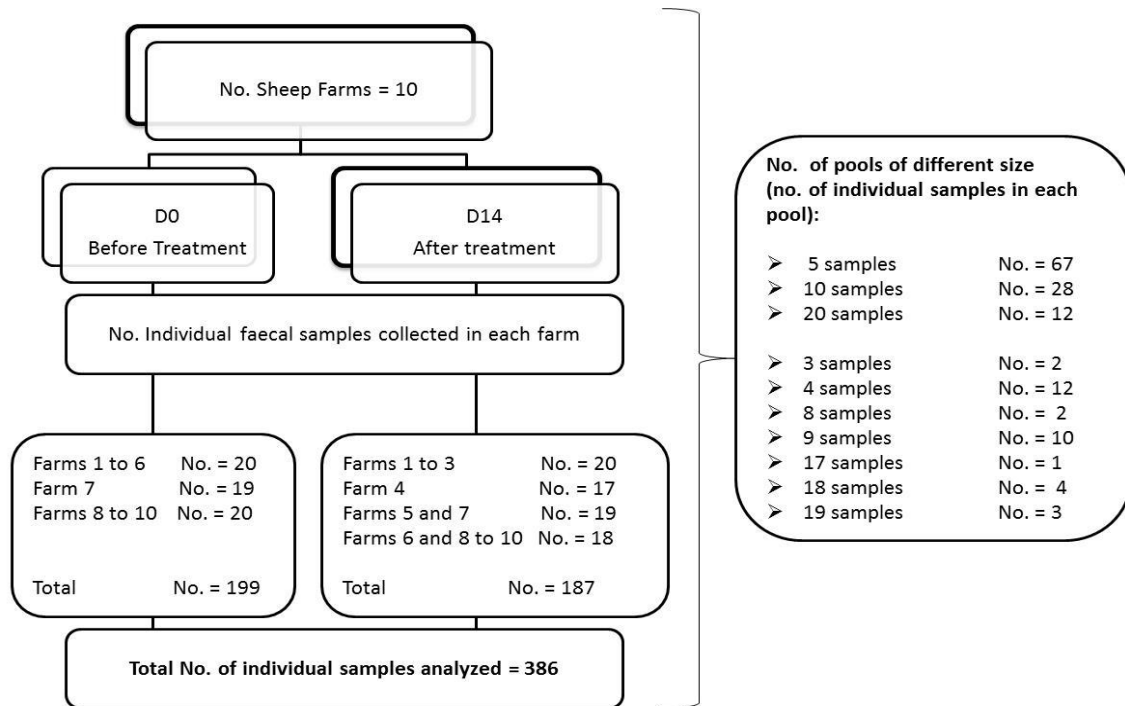 No. Sheep Farms = 10
D0
Before Treatment
D14
After treatment
No. Individual faecal samples collected in each farm
Farms 1 to 6 No. = 20
Farm 7 No. = 19
Farms 8 to 10 No. = 20
Total No. = 199
Farms 1 to 3 No. = 20
Farm 4 No. = 17
Farms 5 and 7 No. = 19
Farms 6 and 8 to 10 No. = 18
Total No. = 187
Total No. of individual samples analyzed = 386
No. of pools of different size
(no. of individual samples in each
pool):
➢ 5 samples No. = 67
➢ 10 samples No. = 28
➢ 20 samples No. = 12
➢ 3 samples No. = 2
➢ 4 samples No. = 12
➢ 8 samples No. = 2
➢ 9 samples No. = 10
➢ 17 samples No. = 1
➢ 18 samples No. = 4
➢ 19 samples No. = 3